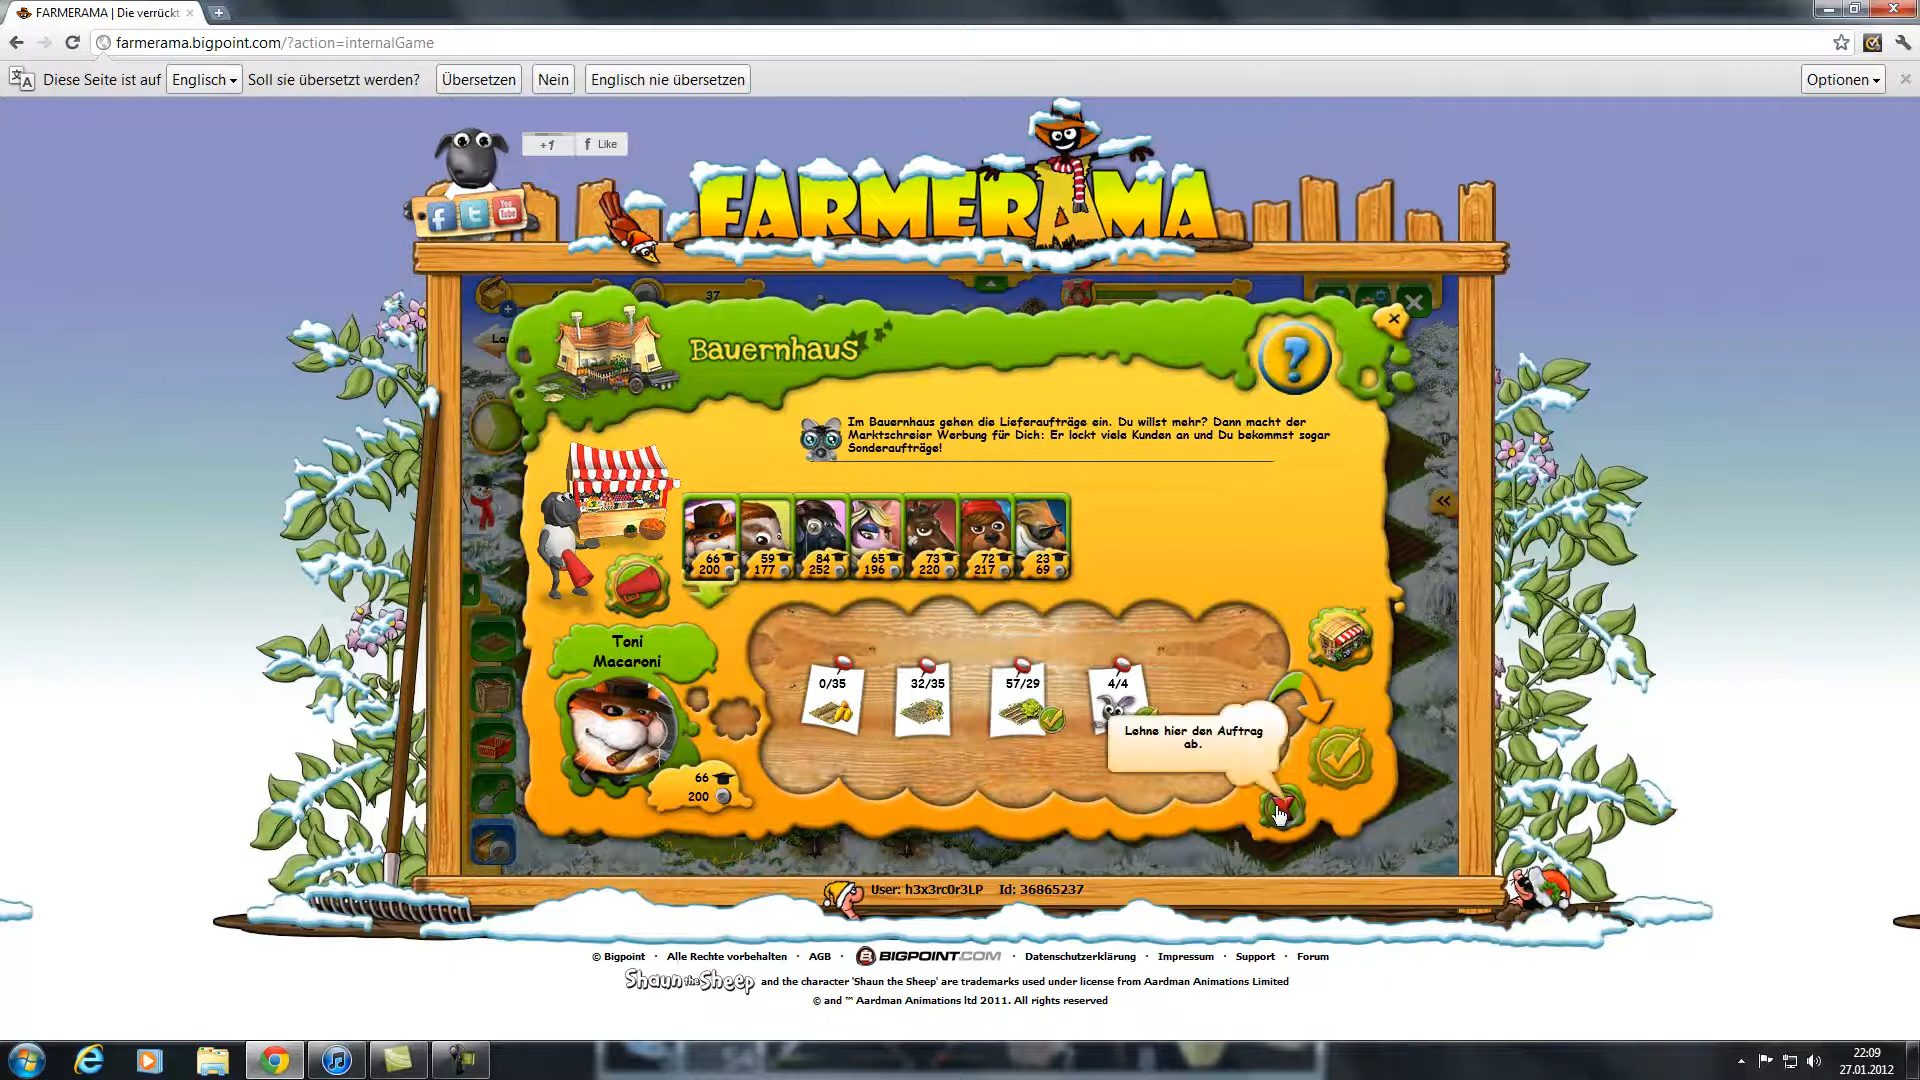 FARMERAMA | Die verrückt
farmerama.bigpoint.com/?action=internalGame
Diese Seite ist auf Englisch Soll sie übersetzt werden? Übersetzen Nein Englisch nie übersetzen Optionen
+1 Like
FARMERAMA
f t You Tube
37
Bauernhaus
?
Im Bauernhaus gehen die Lieferaufträge ein. Du willst mehr? Dann macht der
Marktschreier Werbung für Dich: Er lockt viele Kunden an und Du bekommst sogar
Sonderaufträge!
66 59 84 65 73 72 23
200 177 252 196 220 217 69
Toni
Macaroni
0/35 32/35 57/29 4/4
Lehne hier den Auftrag
ab.
66
200
User: h3x3rc0r3LP Id: 36865237
© Bigpoint · Alle Rechte vorbehalten · AGB · BIGPOINT.COM · Datenschutzerklärung · Impressum · Support · Forum
Shaun the Sheep and the character 'Shaun the Sheep' are trademarks used under license from Aardman Animations Limited
© and ™ Aardman Animations ltd 2011. All rights reserved
22:09
27.01.2012